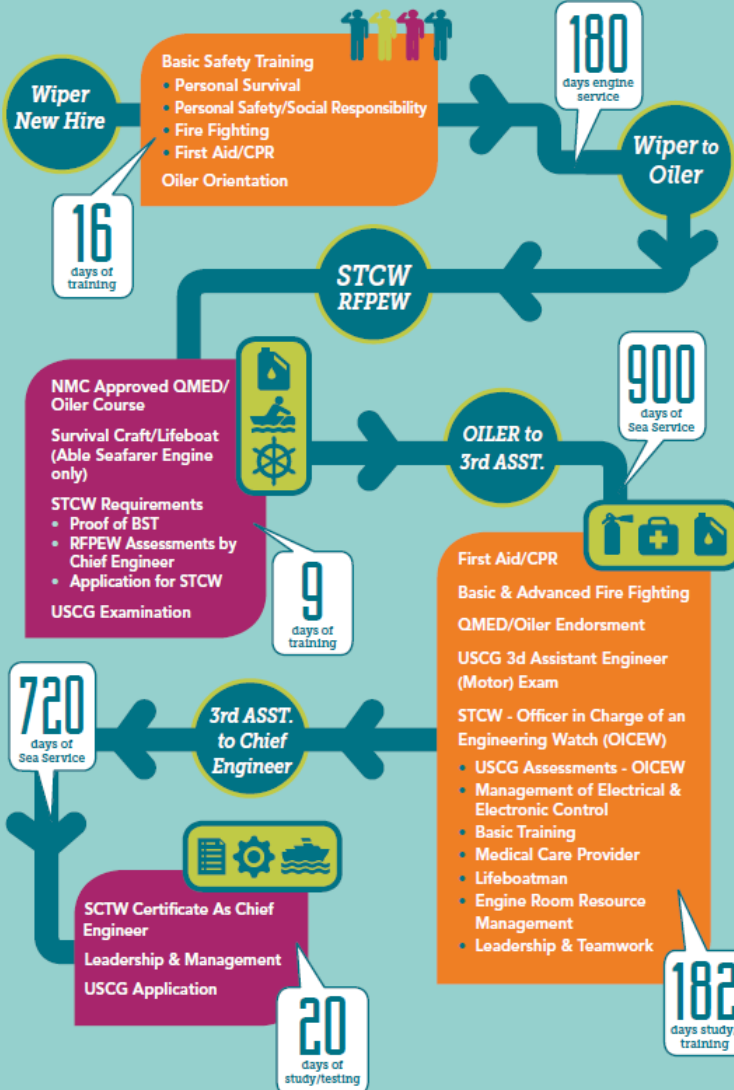 Wiper
New Hire
Basic Safety Training
• Personal Survival
• Personal Safety/Social Responsibility
• Fire Fighting
• First Aid/CPR
Oiler Orientation
16
days of
training
180
days engine
service
Wiper to
Oiler
STCW
RFPEW
NMC Approved QMED/
Oiler Course
Survival Craft/Lifeboat
(Able Seafarer Engine
only)
STCW Requirements
• Proof of BST
• RFPEW Assessments by
Chief Engineer
• Application for STCW
USCG Examination
9
days of
training
OILER to
3rd ASST.
900
days of
Sea Service
First Aid/CPR
Basic & Advanced Fire Fighting
QMED/Oiler Endorsment
USCG 3d Assistant Engineer
(Motor) Exam
STCW - Officer in Charge of an
Engineering Watch (OICEW)
• USCG Assessments - OICEW
• Management of Electrical &
Electronic Control
• Basic Training
• Medical Care Provider
• Lifeboatman
• Engine Room Resource
Management
• Leadership & Teamwork
182
days study/
training
3rd ASST.
to Chief
Engineer
720
days of
Sea Service
SCTW Certificate As Chief
Engineer
Leadership & Management
USCG Application
20
days of
study/testing